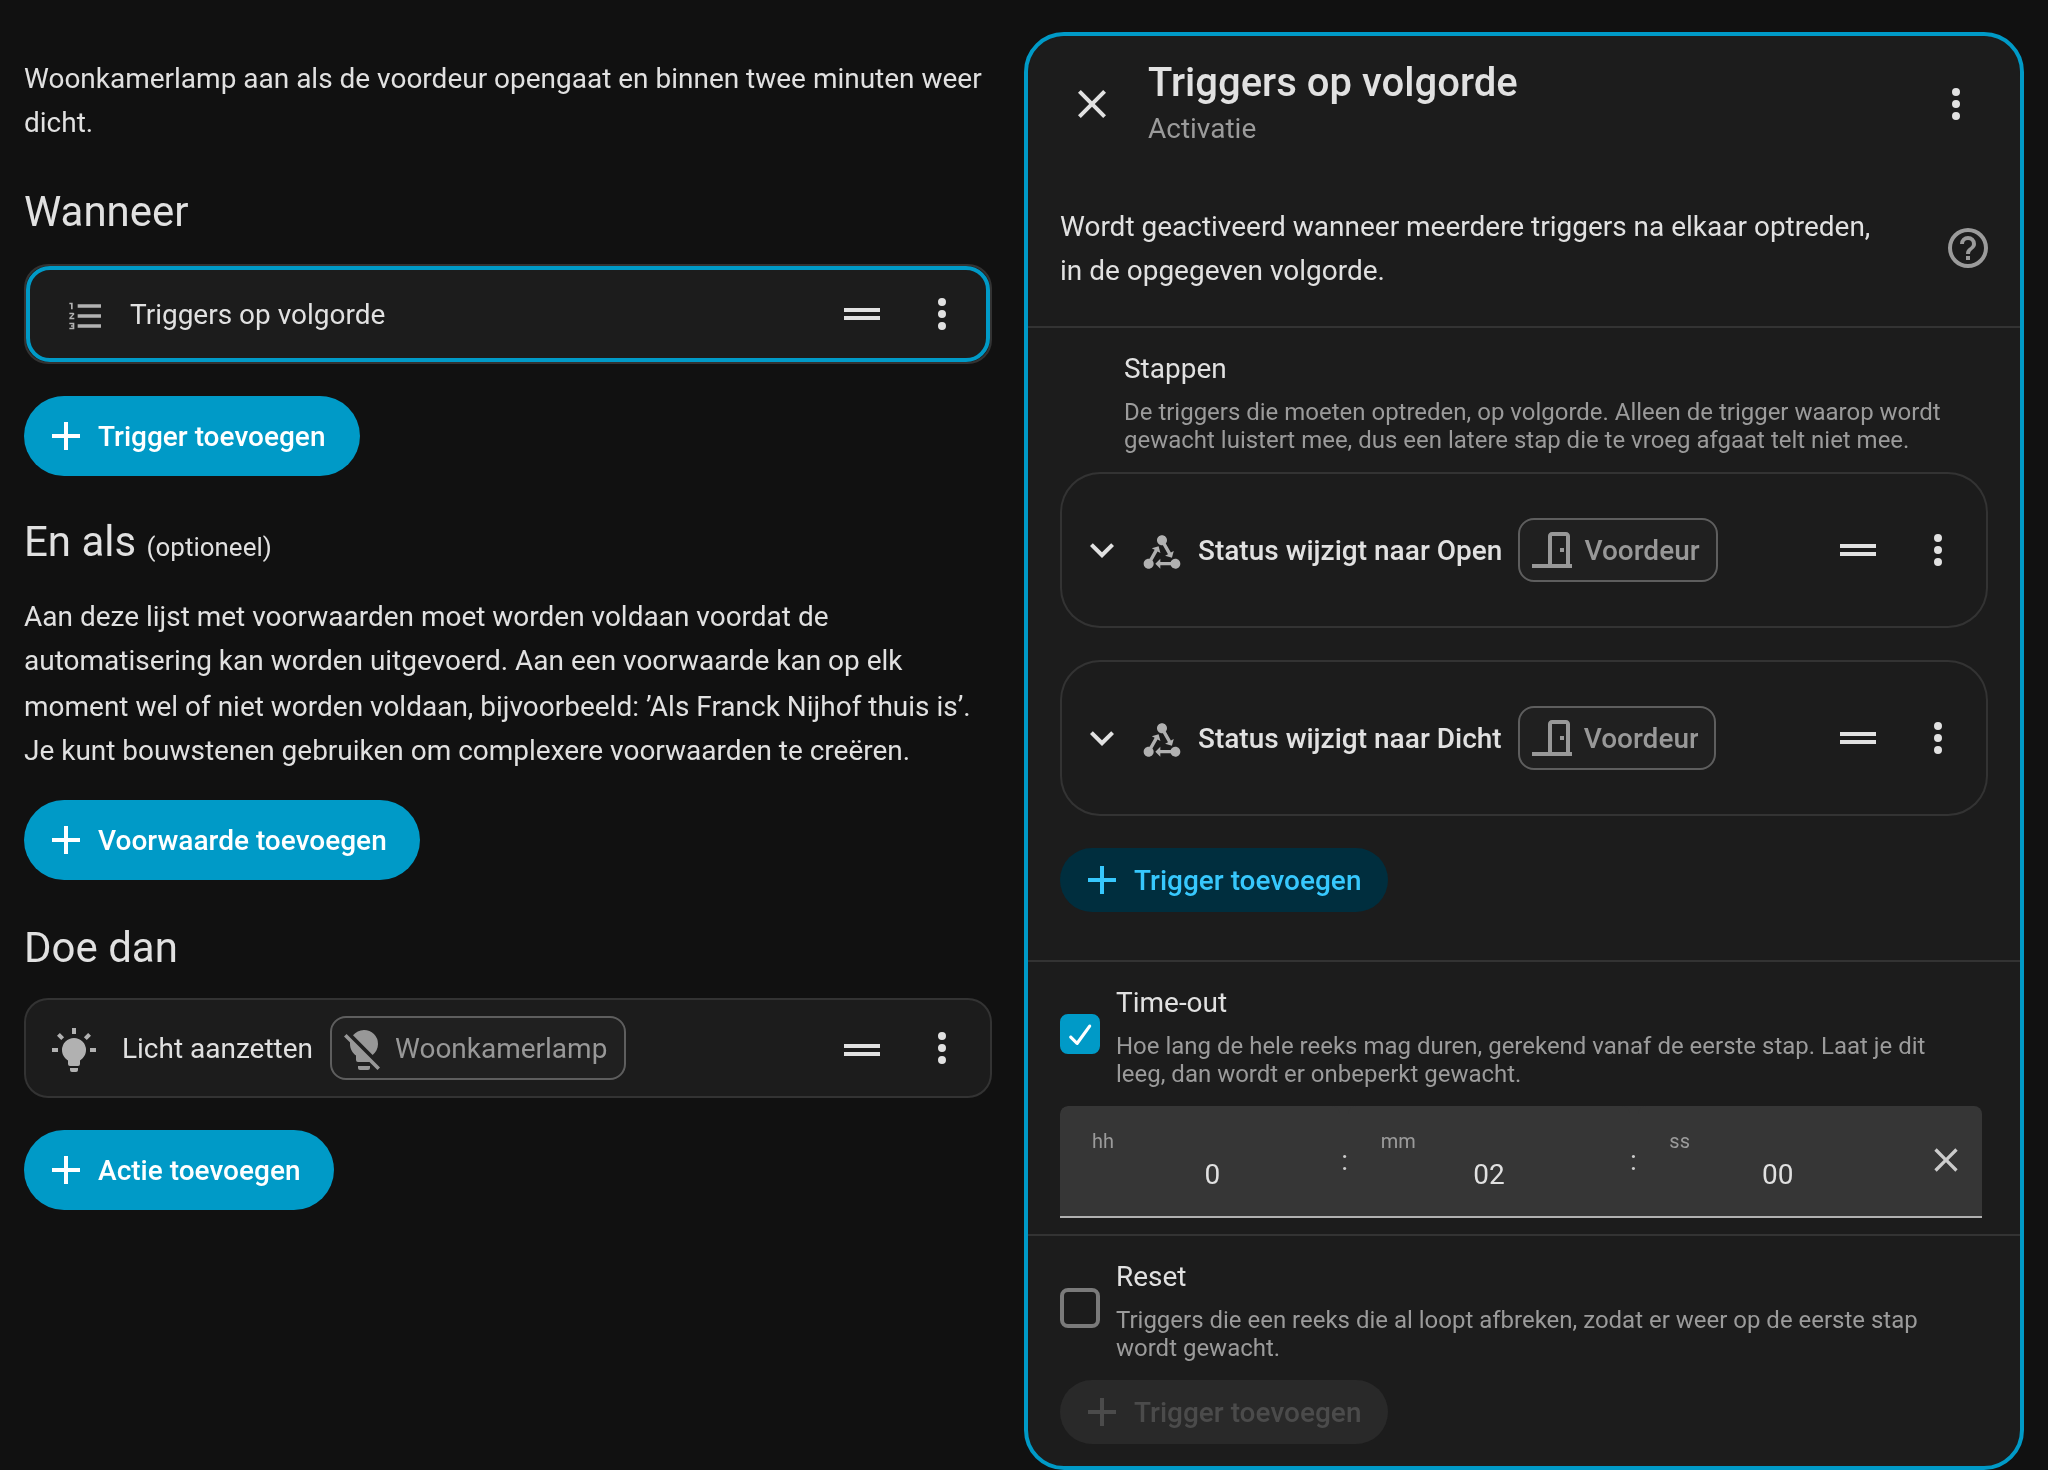 Woonkamerlamp aan als de voordeur opengaat en binnen twee minuten weer
dicht.
Wanneer
Triggers op volgorde
Trigger toevoegen
En als (optioneel)
Aan deze lijst met voorwaarden moet worden voldaan voordat de
automatisering kan worden uitgevoerd. Aan een voorwaarde kan op elk
moment wel of niet worden voldaan, bijvoorbeeld: ’Als Franck Nijhof thuis is’.
Je kunt bouwstenen gebruiken om complexere voorwaarden te creëren.
Voorwaarde toevoegen
Doe dan
Licht aanzetten Woonkamerlamp
Actie toevoegen
Triggers op volgorde
Activatie
Wordt geactiveerd wanneer meerdere triggers na elkaar optreden,
in de opgegeven volgorde.
Stappen
De triggers die moeten optreden, op volgorde. Alleen de trigger waarop wordt
gewacht luistert mee, dus een latere stap die te vroeg afgaat telt niet mee.
Status wijzigt naar Open Voordeur
Status wijzigt naar Dicht Voordeur
Trigger toevoegen
Time-out
Hoe lang de hele reeks mag duren, gerekend vanaf de eerste stap. Laat je dit
leeg, dan wordt er onbeperkt gewacht.
hh mm ss
0 : 02 : 00
Reset
Triggers die een reeks die al loopt afbreken, zodat er weer op de eerste stap
wordt gewacht.
Trigger toevoegen